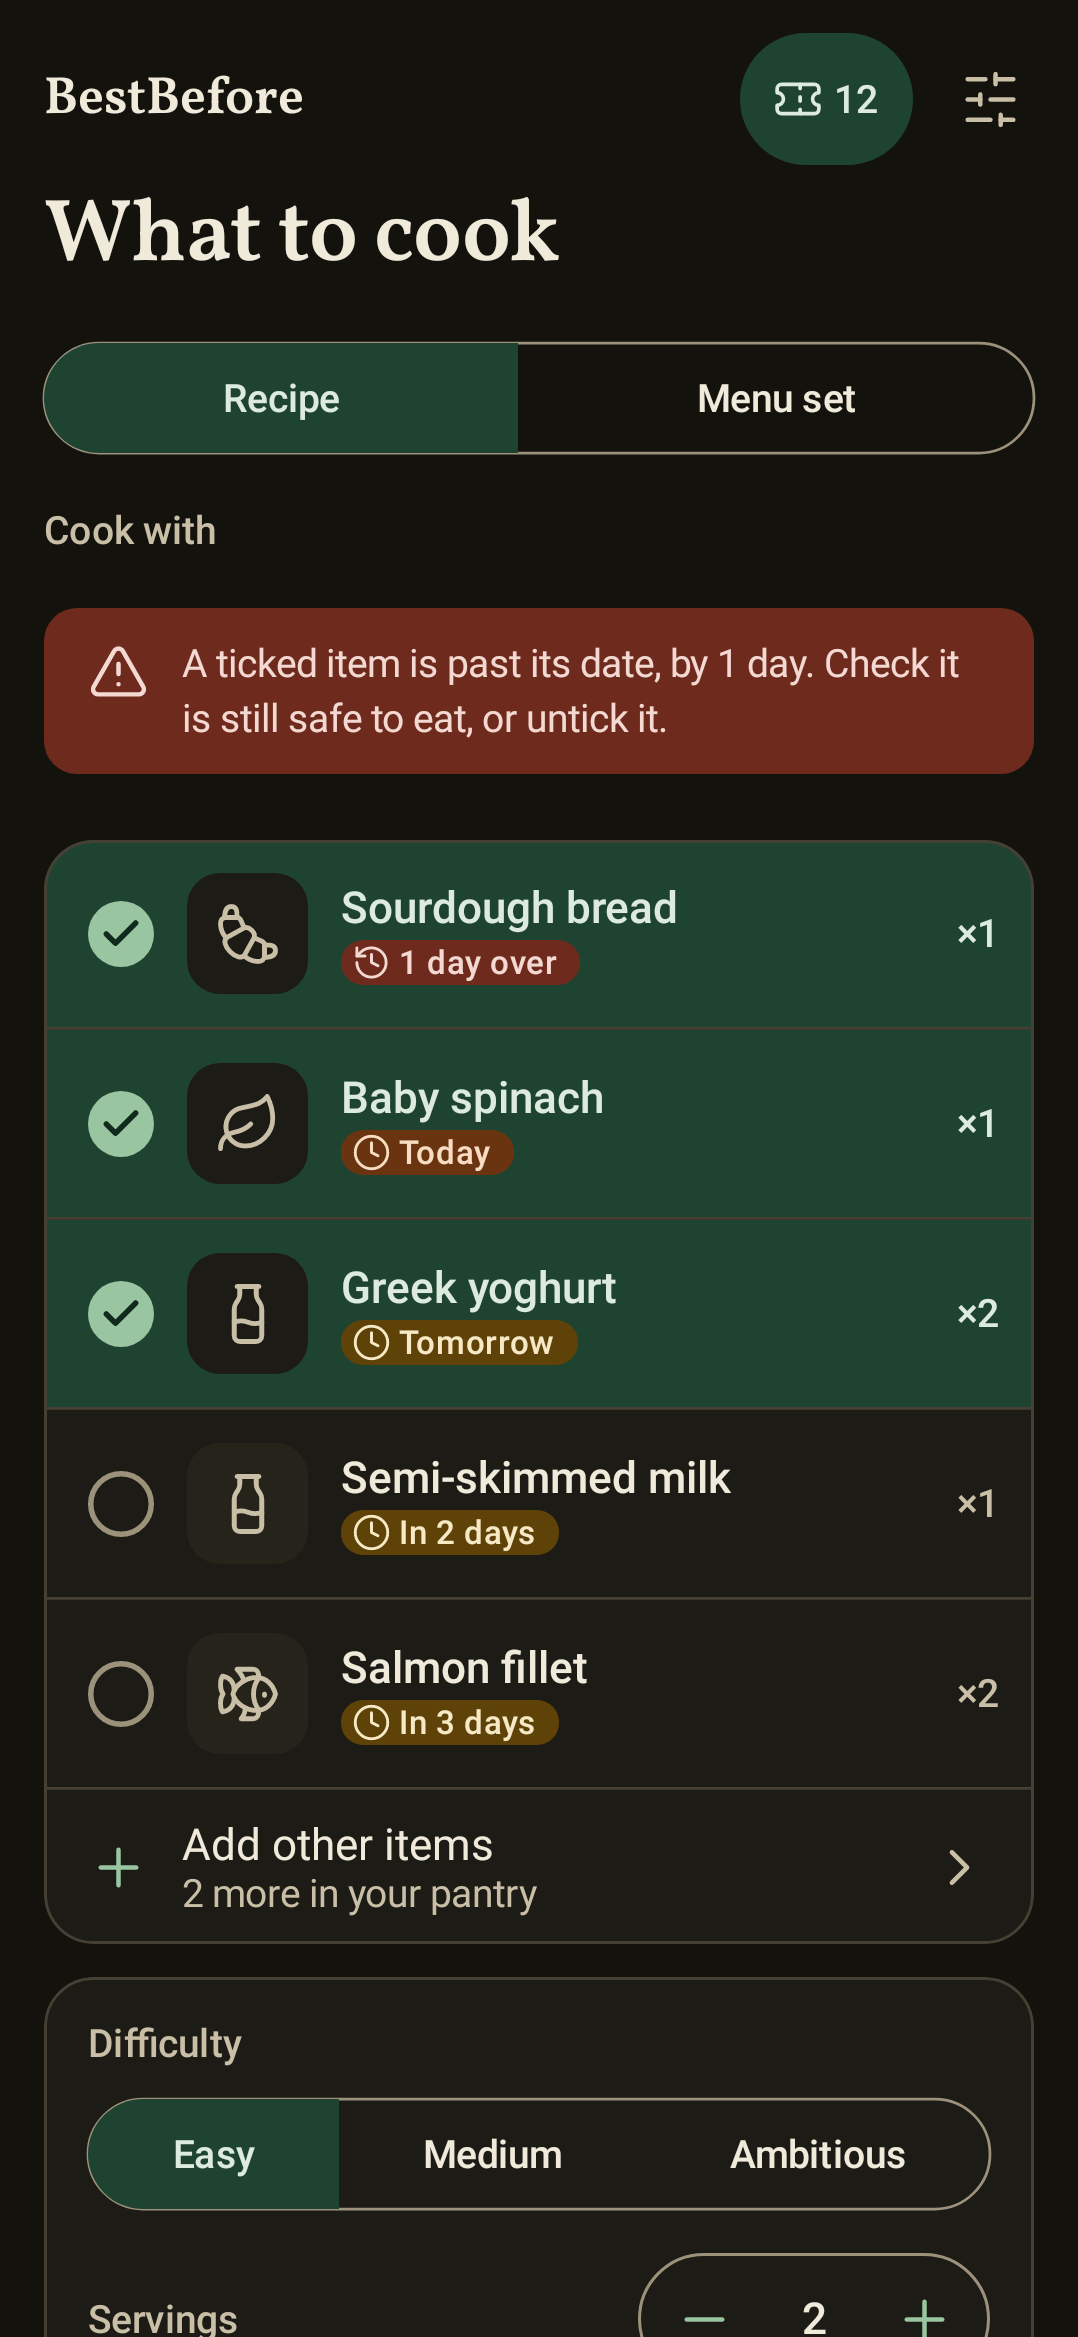 BestBefore
12
What to cook
Recipe
Menu set
Cook with
A ticked item is past its date, by 1 day. Check it
is still safe to eat, or untick it.
Sourdough bread
1 day over
×1
Baby spinach
Today
×1
Greek yoghurt
Tomorrow
×2
Semi-skimmed milk
In 2 days
×1
Salmon fillet
In 3 days
×2
Add other items
2 more in your pantry
Difficulty
Easy
Medium
Ambitious
Servings
2